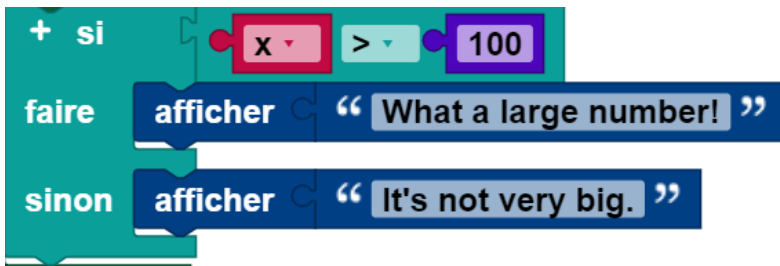 + si x > 100
faire afficher “ What a large number! ”
sinon afficher “ It's not very big. ”